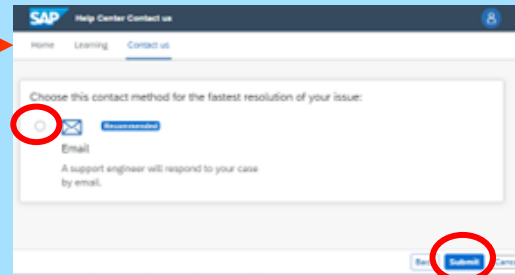 SAP Help Center Contact us
Home Learning Contact us
Choose this contact method for the fastest resolution of your issue:
Recommended
Email
A support engineer will respond to your case
by email.
Submit